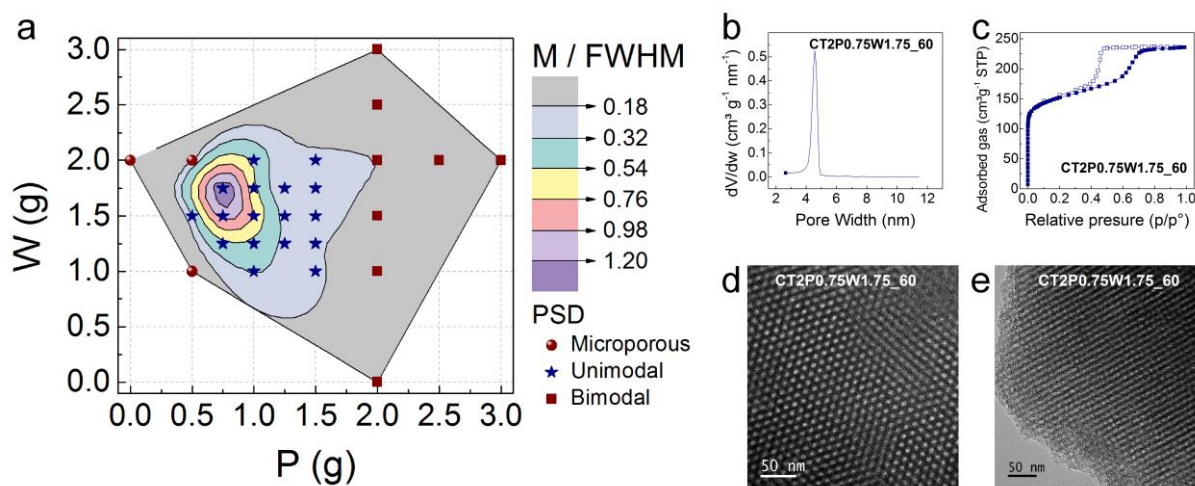 a
W (g)
3.0
2.5
2.0
1.5
1.0
0.5
0.0
0.0 0.5 1.0 1.5 2.0 2.5 3.0
P (g)
M / FWHM
0.18
0.32
0.54
0.76
0.98
1.20
PSD
Microporous
Unimodal
Bimodal
b
CT2P0.75W1.75_60
dV/dw (cm³ g⁻¹ nm⁻¹)
0.5
0.4
0.3
0.2
0.1
0.0
2 4 6 8 10 12
Pore Width (nm)
c
Adsorbed gas (cm³g⁻¹ STP)
250
200
150
100
50
0
CT2P0.75W1.75_60
0.0 0.2 0.4 0.6 0.8 1.0
Relative presure (p/p°)
d
CT2P0.75W1.75_60
50 nm
e
CT2P0.75W1.75_60
50 nm